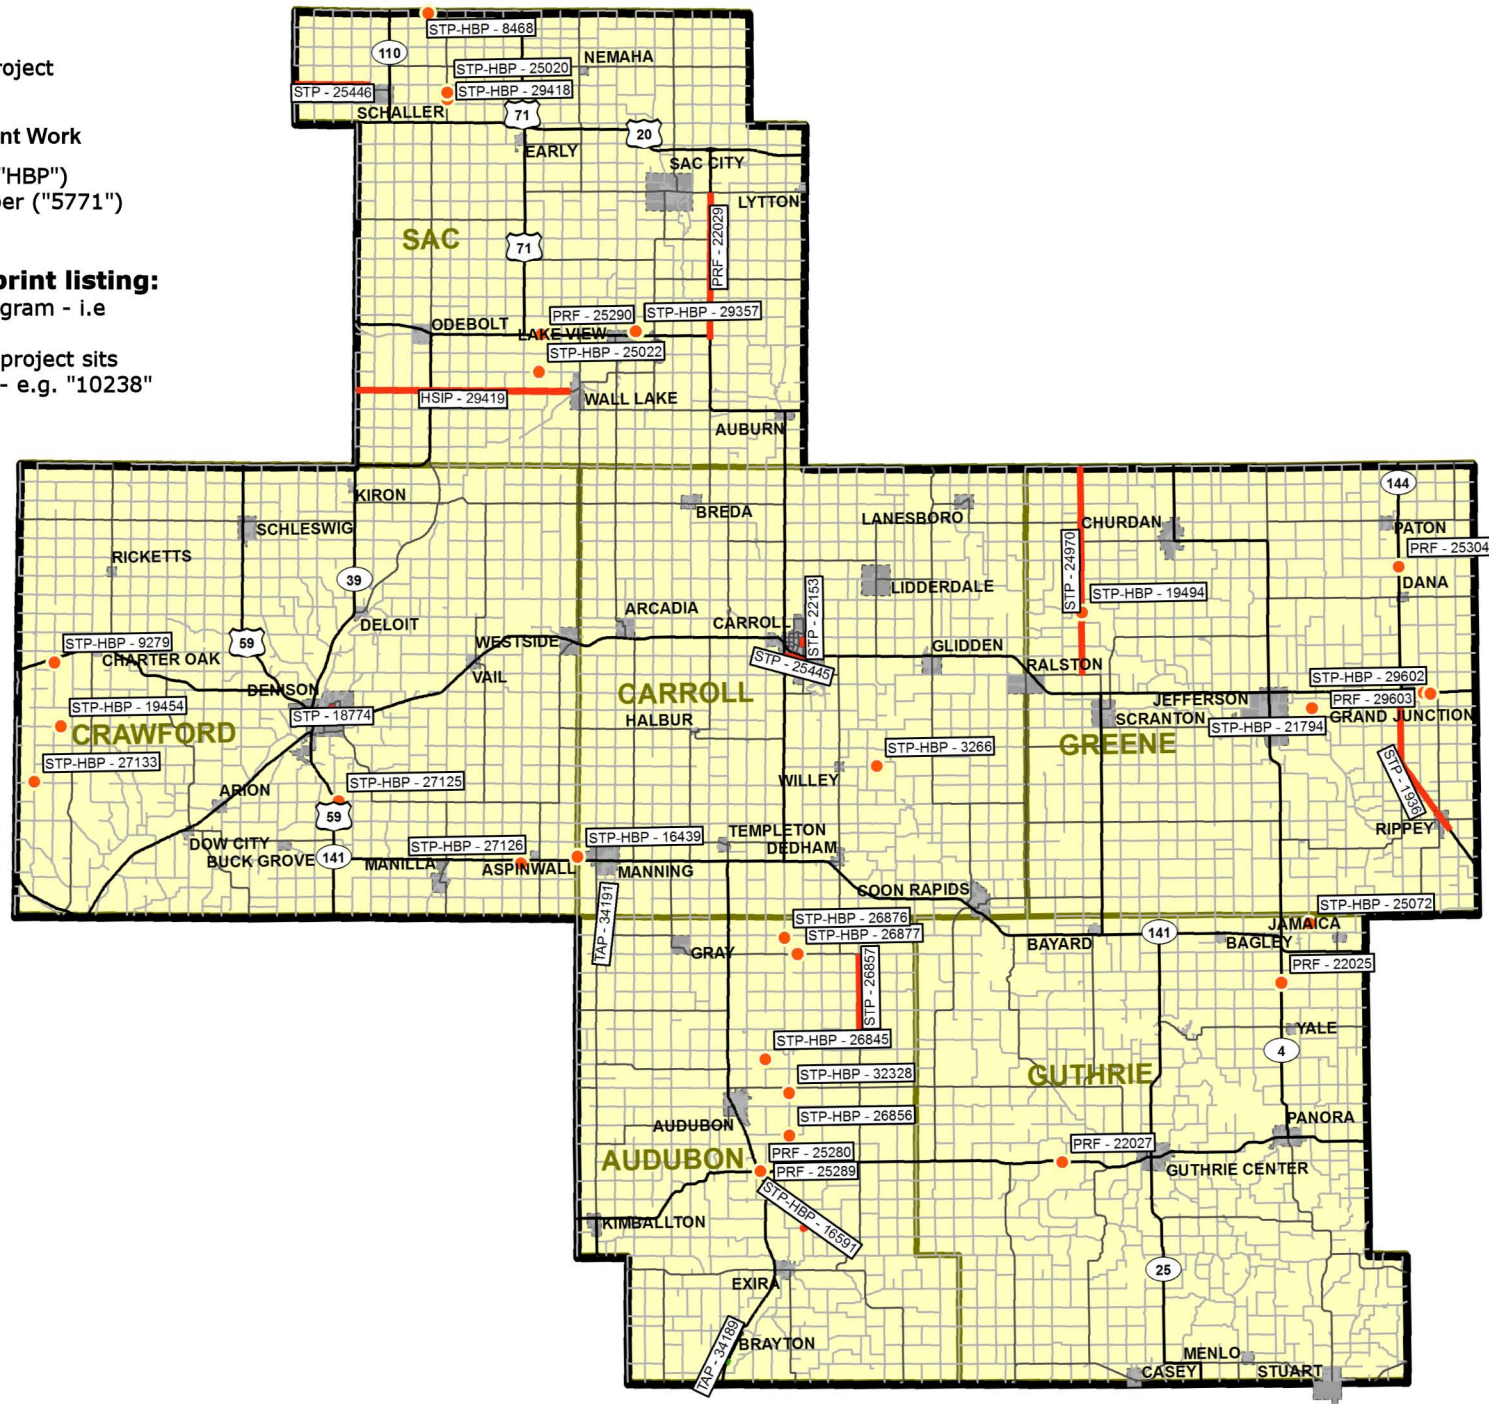 STP-HBP - 8468
110
roject
STP-HBP - 25020
NEMAHA
STP - 25446
STP-HBP - 29418
SCHALLER
71
nt Work
20
EARLY
SAC CITY
"HBP")
er ("5771")
LYTTON
SAC
71
PRF - 22029
print listing:
gram - i.e
PRF - 25290
STP-HBP - 29357
ODEBOLT
LAKE VIEW
project sits
STP-HBP - 25022
- e.g. "10238"
HSIP - 29419
WALL LAKE
AUBURN
144
KIRON
BREDA
LANESBORO
CHURDAN
PATON
SCHLESWIG
PRF - 25304
RICKETTS
STP - 24970
39
DANA
LIDDERDALE
STP-HBP - 19494
ARCADIA
STP - 22153
DELOIT
CARROLL
STP-HBP - 9279
59
WESTSIDE
GLIDDEN
CHARTER OAK
STP - 25445
RALSTON
VAIL
STP-HBP - 29602
DENISON
CARROLL
JEFFERSON
PRF - 29603
STP-HBP - 19454
STP - 18774
HALBUR
SCRANTON
GRAND JUNCTION
CRAWFORD
STP-HBP - 21794
GREENE
STP-HBP - 3266
STP-HBP - 27133
WILLEY
STP-HBP - 27125
STP - 1936
ARION
59
TEMPLETON
RIPPEY
STP-HBP - 16439
DOW CITY
STP-HBP - 27126
DEDHAM
BUCK GROVE
141
MANILLA
ASPINWALL
MANNING
COON RAPIDS
TAP - 34191
STP-HBP - 26876
STP-HBP - 25072
JAMAICA
STP-HBP - 26877
141
BAYARD
BAGLEY
GRAY
PRF - 22025
STP - 26857
YALE
STP-HBP - 26845
4
STP-HBP - 32328
GUTHRIE
STP-HBP - 26856
PANORA
AUDUBON
PRF - 25280
PRF - 22027
AUDUBON
PRF - 25289
GUTHRIE CENTER
STP-HBP - 16591
KIMBALLTON
25
EXIRA
BRAYTON
TAP - 34189
MENLO
CASEY
STUART